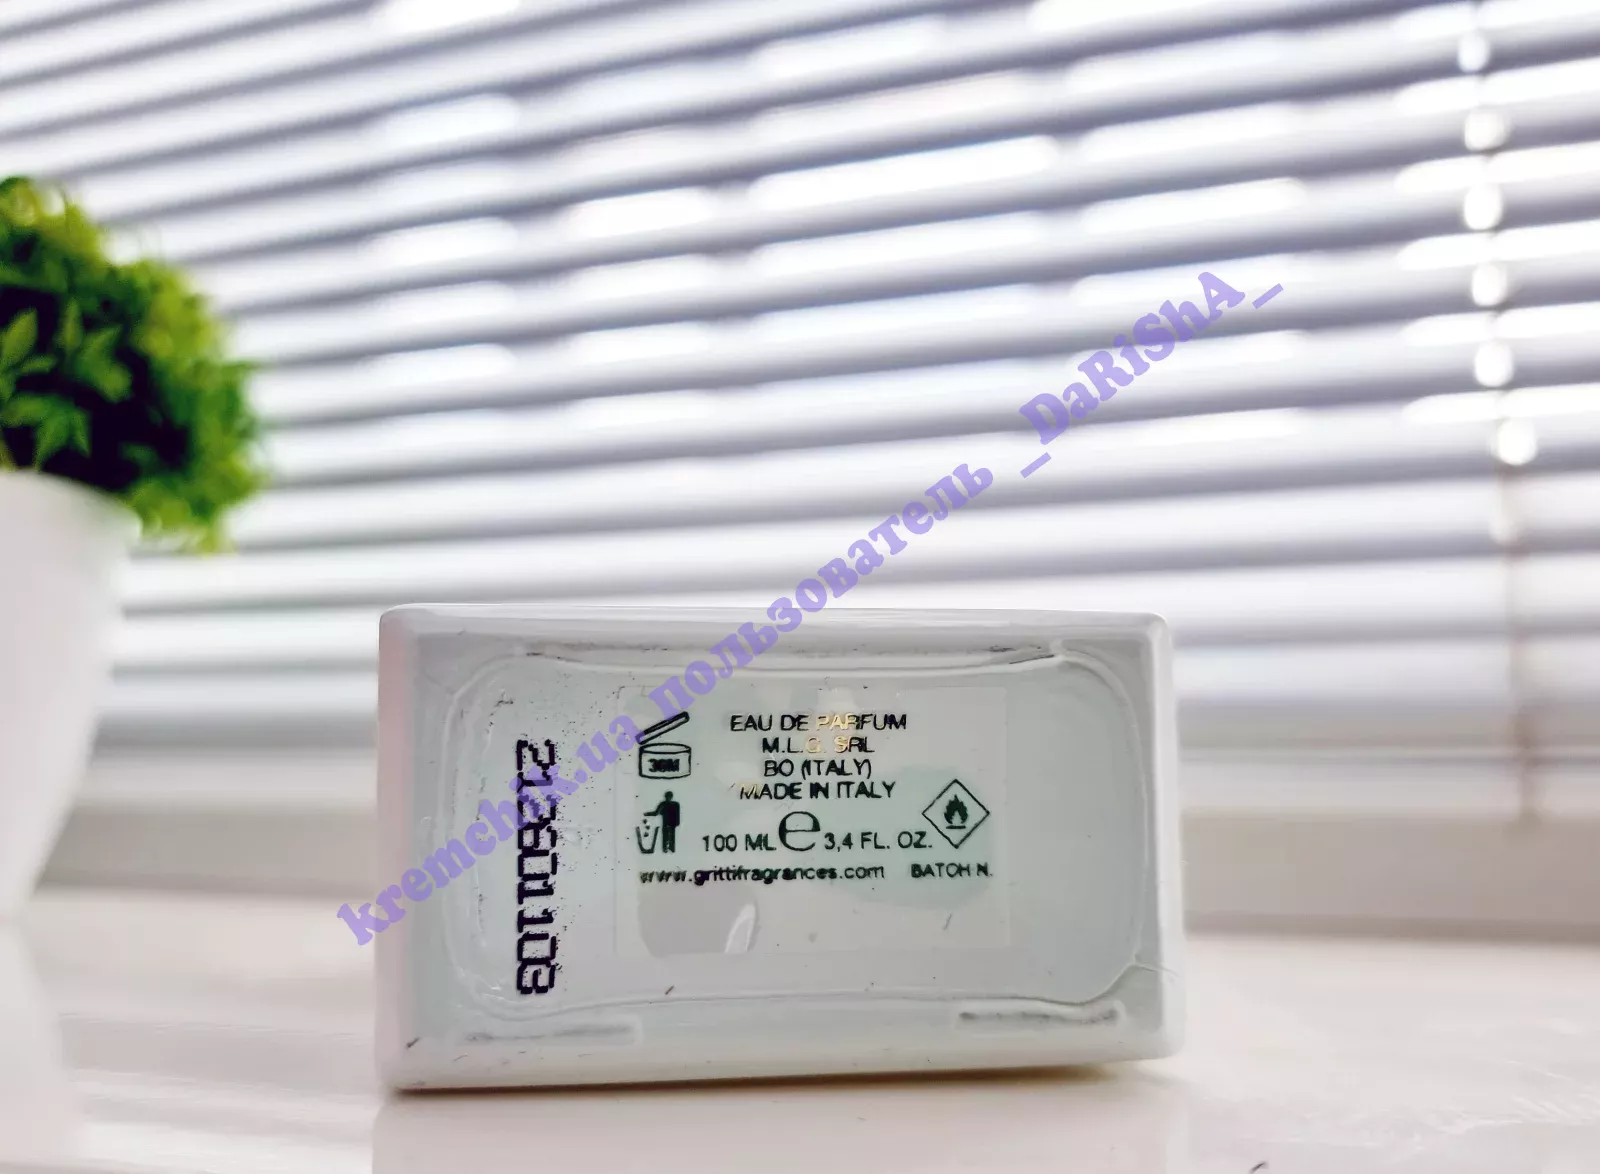 kremchik.ua пользователь _DaRiShA_
EAU DE PARFUM
M.L.G. SRL
BO (ITALY)
MADE IN ITALY
36M
100 ML e 3,4 FL. OZ.
www.grittifragrances.com BATCH N.